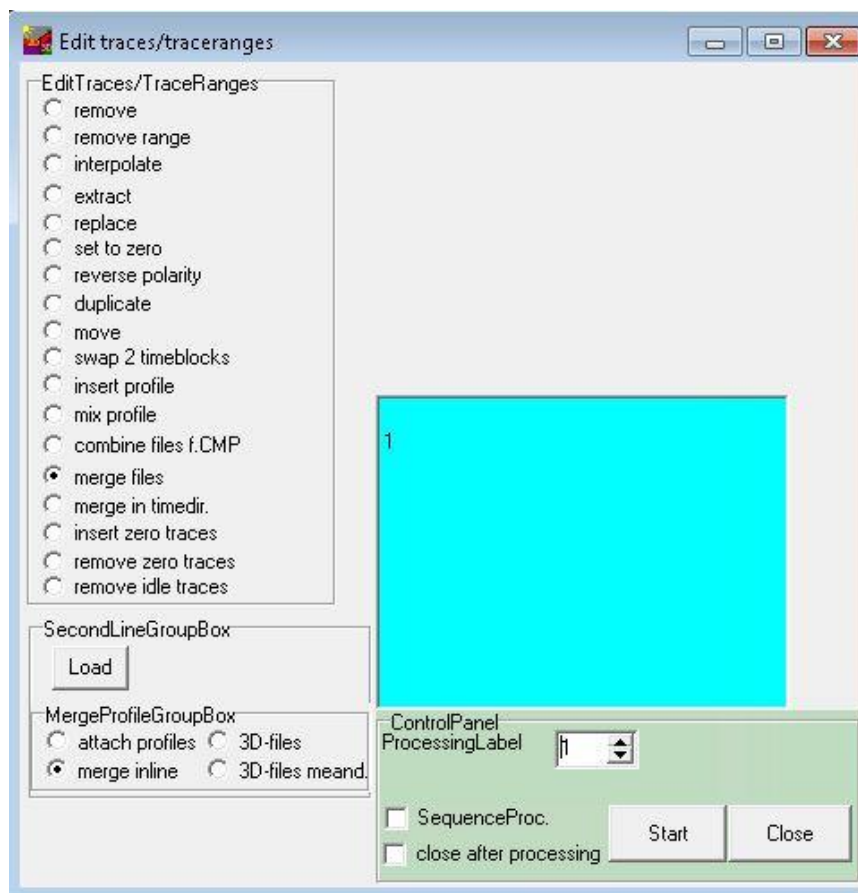 Edit traces/traceranges
EditTraces/TraceRanges
remove
remove range
interpolate
extract
replace
set to zero
reverse polarity
duplicate
move
swap 2 timeblocks
insert profile
mix profile
combine files f.CMP
merge files
merge in timedir.
insert zero traces
remove zero traces
remove idle traces
1
SecondLineGroupBox
Load
MergeProfileGroupBox
attach profiles 3D-files
merge inline 3D-files meand.
ControlPanel
ProcessingLabel 1
SequenceProc.
close after processing
Start Close